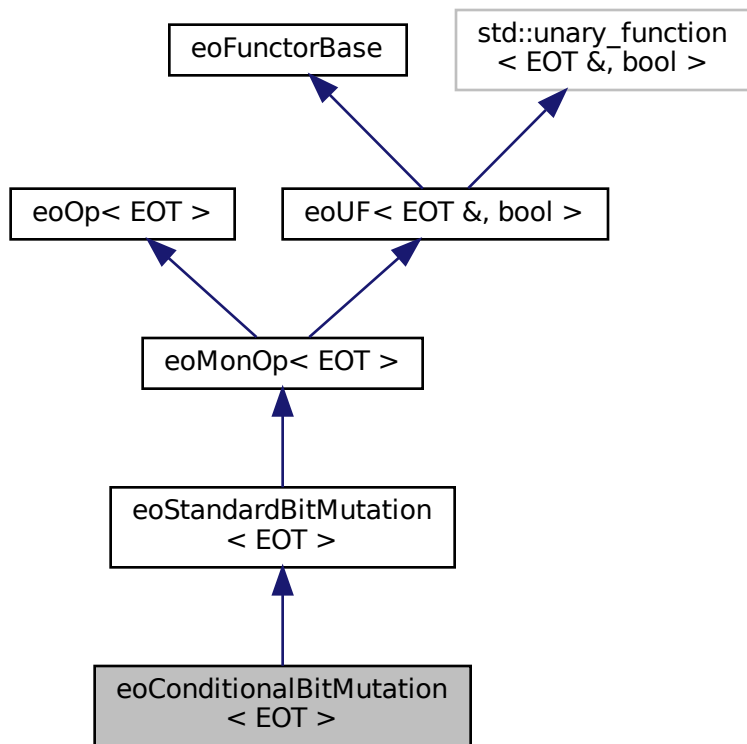 eoFunctorBase
std::unary_function
< EOT &, bool >
eoOp< EOT >
eoUF< EOT &, bool >
eoMonOp< EOT >
eoStandardBitMutation
< EOT >
eoConditionalBitMutation
< EOT >